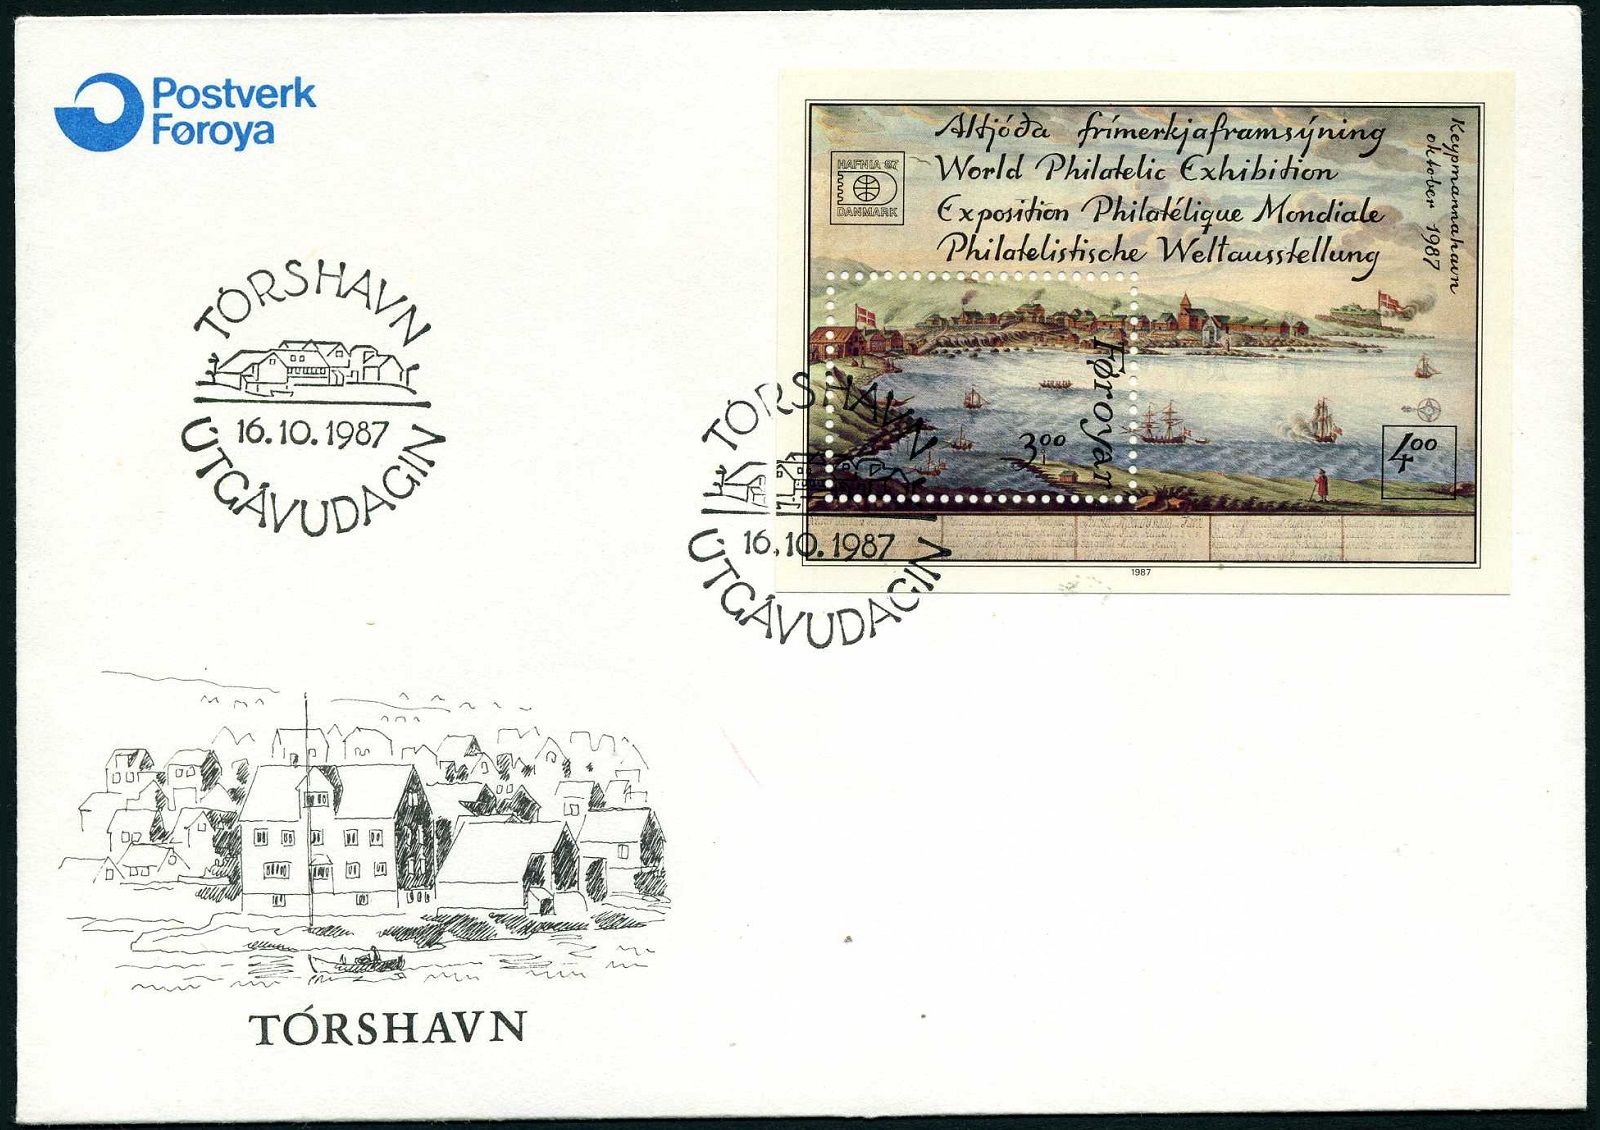 Postverk
Føroya
Altjóða frímerkjaframsýning
World Philatelic Exhibition
Exposition Philatélique Mondiale
Philatelistische Weltausstellung
Keypmannahavn
oktober 1987
HAFNIA 87
DANMARK
Føroyar
3⁰⁰
4⁰⁰
1987
TÓRSHAVN
16.10.1987
ÚTGÁVUDAGIN
TÓRSHAVN
16.10.1987
ÚTGÁVUDAGIN
TÓRSHAVN